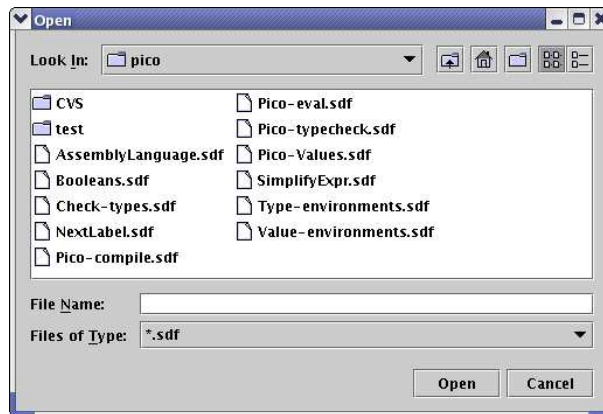 Open
Look In: pico
CVS
test
AssemblyLanguage.sdf
Booleans.sdf
Check-types.sdf
NextLabel.sdf
Pico-compile.sdf
Pico-eval.sdf
Pico-typecheck.sdf
Pico-Values.sdf
SimplifyExpr.sdf
Type-environments.sdf
Value-environments.sdf
File Name:
Files of Type: *.sdf
Open Cancel